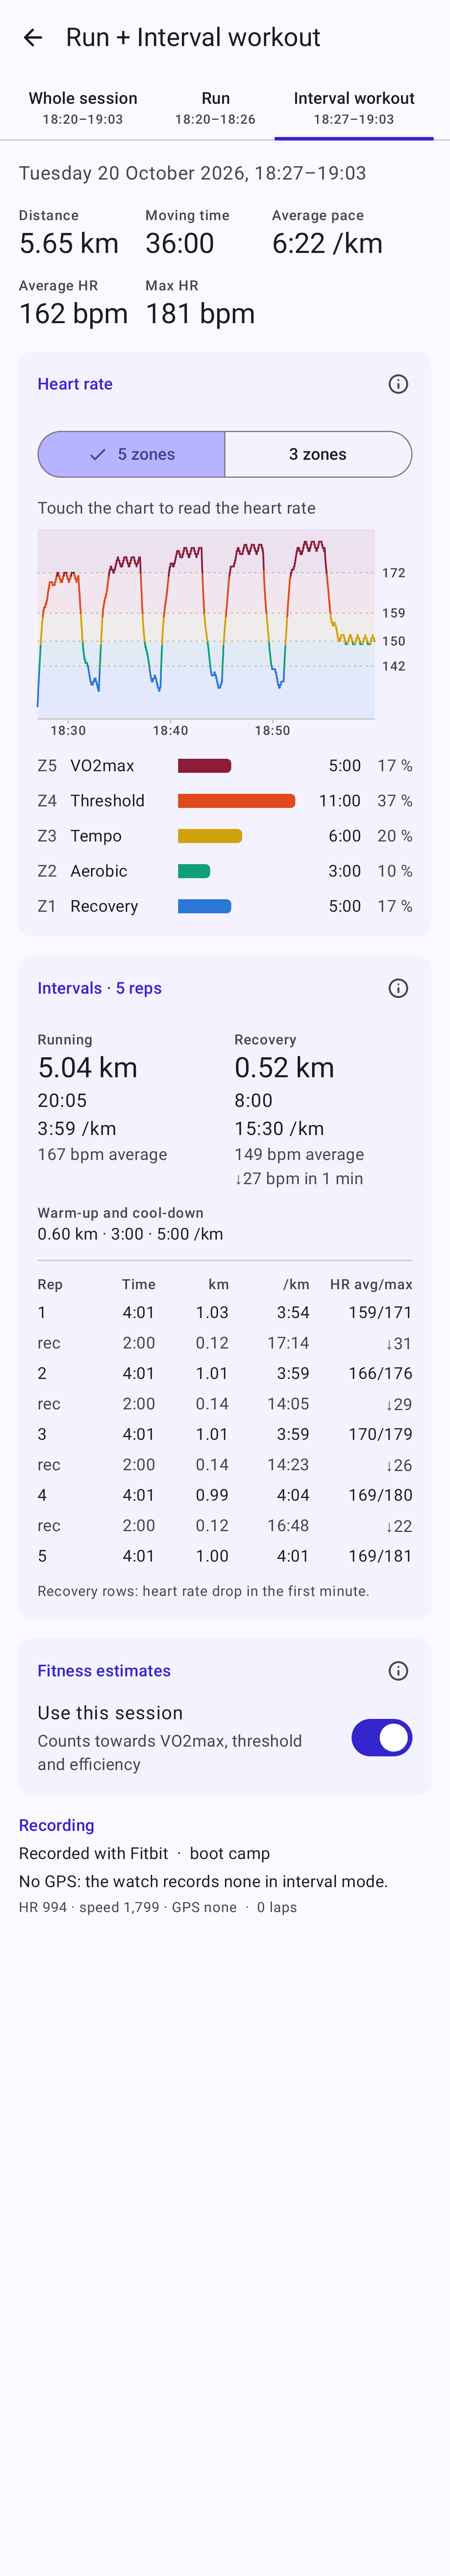 Run + Interval workout
Whole session
18:20–19:03
Run
18:20–18:26
Interval workout
18:27–19:03
Tuesday 20 October 2026, 18:27–19:03
Distance Moving time Average pace
5.65 km 36:00 6:22 /km
Average HR Max HR
162 bpm 181 bpm
Heart rate
5 zones 3 zones
Touch the chart to read the heart rate
172
159
150
142
18:30 18:40 18:50
Z5 VO2max 5:00 17 %
Z4 Threshold 11:00 37 %
Z3 Tempo 6:00 20 %
Z2 Aerobic 3:00 10 %
Z1 Recovery 5:00 17 %
Intervals · 5 reps
Running Recovery
5.04 km 0.52 km
20:05 8:00
3:59 /km 15:30 /km
167 bpm average 149 bpm average
↓27 bpm in 1 min
Warm-up and cool-down
0.60 km · 3:00 · 5:00 /km
Rep Time km /km HR avg/max
1 4:01 1.03 3:54 159/171
rec 2:00 0.12 17:14 ↓31
2 4:01 1.01 3:59 166/176
rec 2:00 0.14 14:05 ↓29
3 4:01 1.01 3:59 170/179
rec 2:00 0.14 14:23 ↓26
4 4:01 0.99 4:04 169/180
rec 2:00 0.12 16:48 ↓22
5 4:01 1.00 4:01 169/181
Recovery rows: heart rate drop in the first minute.
Fitness estimates
Use this session
Counts towards VO2max, threshold
and efficiency
Recording
Recorded with Fitbit · boot camp
No GPS: the watch records none in interval mode.
HR 994 · speed 1,799 · GPS none · 0 laps